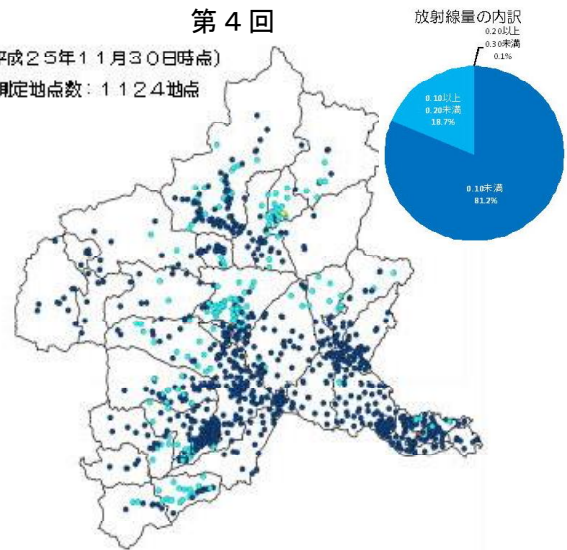 第４回
平成２５年１１月３０日時点)
測定地点数：１１２４地点
放射線量の内訳
0.20以上
0.30未満
0.1%
0.10以上
0.20未満
18.7%
0.10未満
81.2%